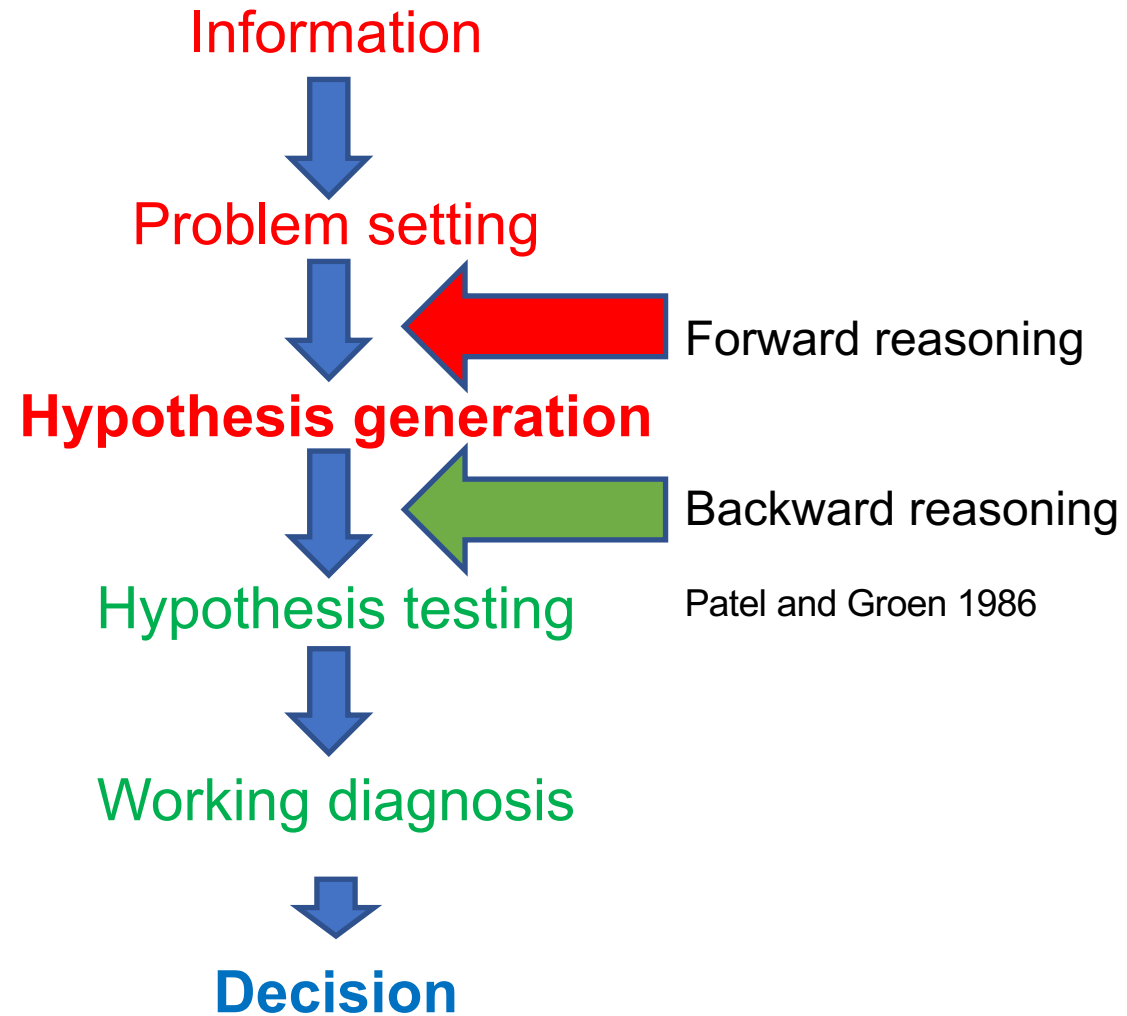 Information
Problem setting
Forward reasoning
Hypothesis generation
Backward reasoning
Hypothesis testing
Patel and Groen 1986
Working diagnosis
Decision